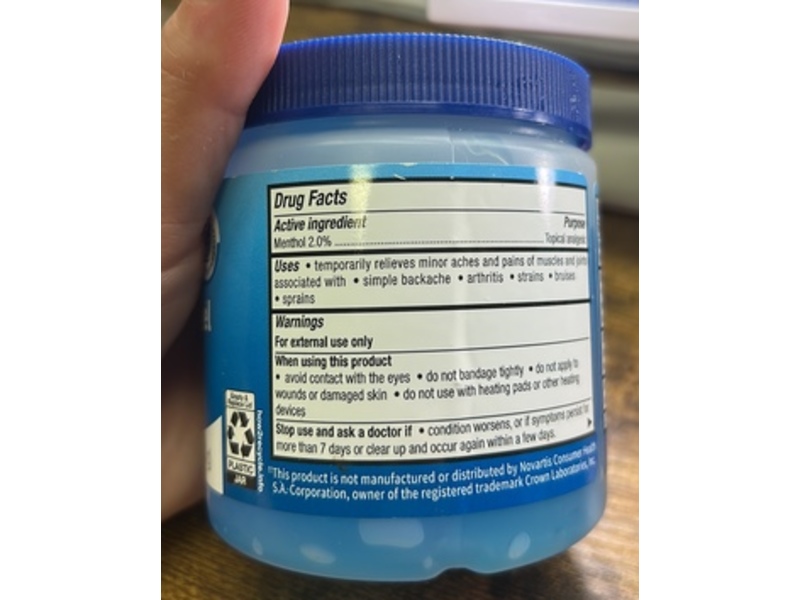 Drug Facts
Active ingredient Purpose
Menthol 2.0% Topical analgesic
Uses • temporarily relieves minor aches and pains of muscles and joints
associated with • simple backache • arthritis • strains • bruises
• sprains
Warnings
For external use only
When using this product
• avoid contact with the eyes • do not bandage tightly • do not apply to
wounds or damaged skin • do not use with heating pads or other heating
devices
Stop use and ask a doctor if • condition worsens, or if symptoms persist for
more than 7 days or clear up and occur again within a few days.
Empty &
Replace Lid
PLASTIC
JAR
how2recycle.info
This product is not manufactured or distributed by Novartis Consumer Health
S.A. Corporation, owner of the registered trademark Crown Laboratories, Inc.